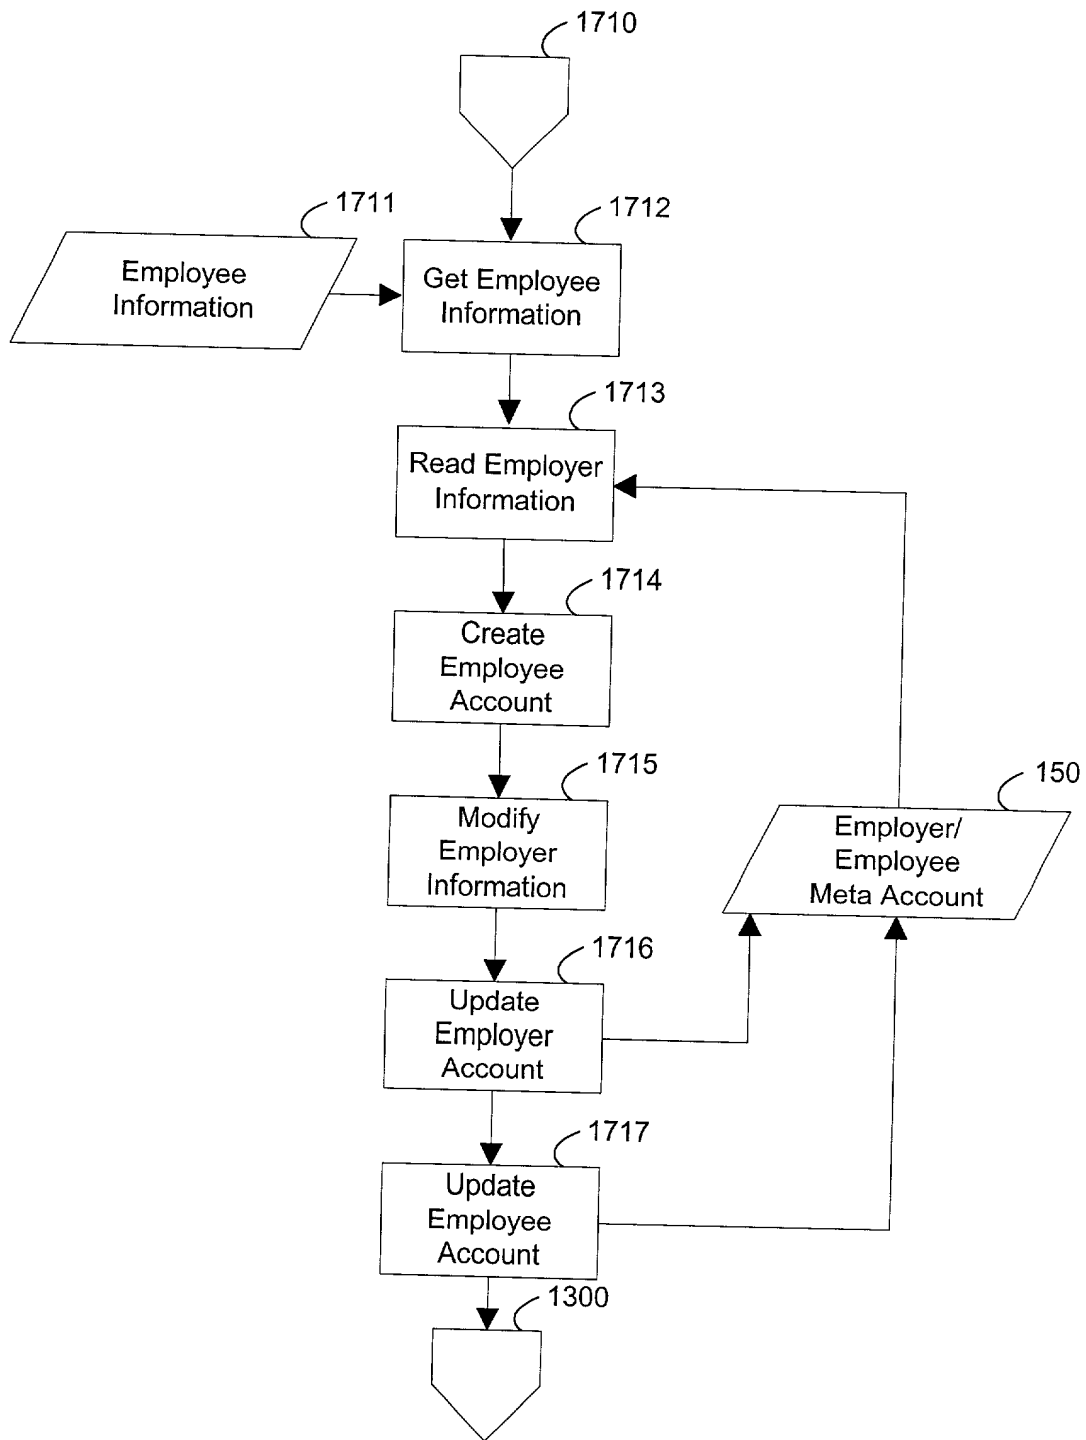 1710
1711
Employee
Information
1712
Get Employee
Information
1713
Read Employer
Information
1714
Create
Employee
Account
1715
Modify
Employer
Information
150
Employer/
Employee
Meta Account
1716
Update
Employer
Account
1717
Update
Employee
Account
1300